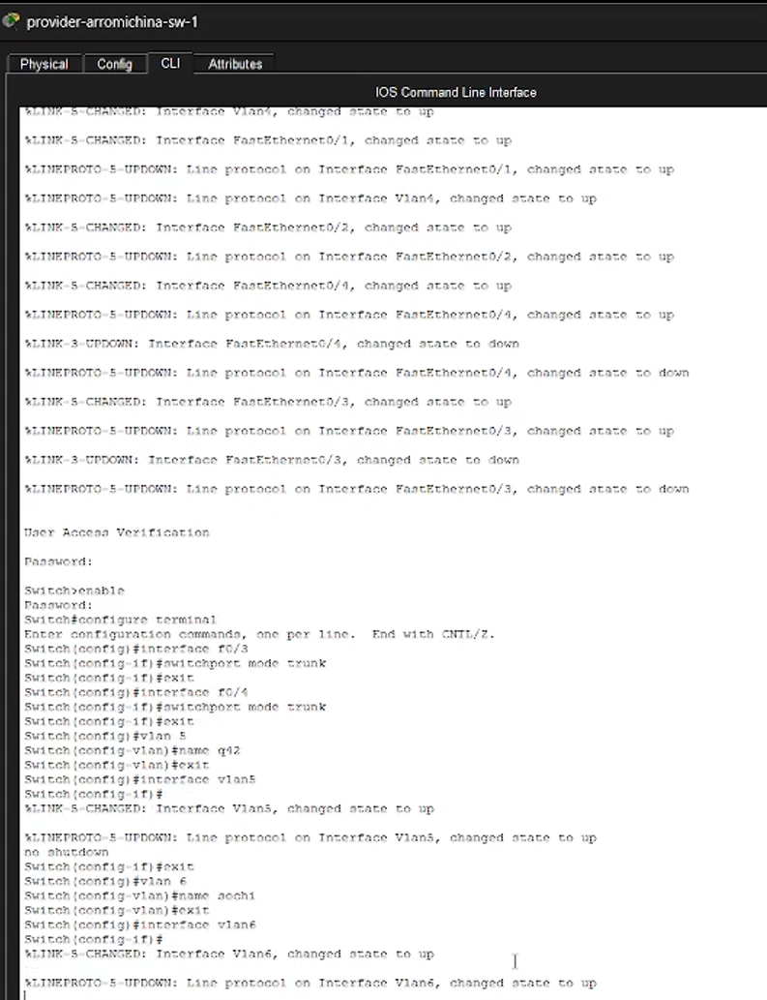 provider-arromichina-sw-1
Physical Config CLI Attributes
IOS Command Line Interface
%LINK-5-CHANGED: Interface Vlan4, changed state to up
%LINK-5-CHANGED: Interface FastEthernet0/1, changed state to up
%LINEPROTO-5-UPDOWN: Line protocol on Interface FastEthernet0/1, changed state to up
%LINEPROTO-5-UPDOWN: Line protocol on Interface Vlan4, changed state to up
%LINK-5-CHANGED: Interface FastEthernet0/2, changed state to up
%LINEPROTO-5-UPDOWN: Line protocol on Interface FastEthernet0/2, changed state to up
%LINK-5-CHANGED: Interface FastEthernet0/4, changed state to up
%LINEPROTO-5-UPDOWN: Line protocol on Interface FastEthernet0/4, changed state to up
%LINK-3-UPDOWN: Interface FastEthernet0/4, changed state to down
%LINEPROTO-5-UPDOWN: Line protocol on Interface FastEthernet0/4, changed state to down
%LINK-5-CHANGED: Interface FastEthernet0/3, changed state to up
%LINEPROTO-5-UPDOWN: Line protocol on Interface FastEthernet0/3, changed state to up
%LINK-3-UPDOWN: Interface FastEthernet0/3, changed state to down
%LINEPROTO-5-UPDOWN: Line protocol on Interface FastEthernet0/3, changed state to down
User Access Verification
Password:
Switch>enable
Password:
Switch#configure terminal
Enter configuration commands, one per line. End with CNTL/Z.
Switch(config)#interface f0/3
Switch(config-if)#switchport mode trunk
Switch(config-if)#exit
Switch(config)#interface f0/4
Switch(config-if)#switchport mode trunk
Switch(config-if)#exit
Switch(config)#vlan 5
Switch(config-vlan)#name q42
Switch(config-vlan)#exit
Switch(config)#interface vlan5
Switch(config-if)#
%LINK-5-CHANGED: Interface Vlan5, changed state to up
%LINEPROTO-5-UPDOWN: Line protocol on Interface Vlan5, changed state to up
no shutdown
Switch(config-if)#exit
Switch(config)#vlan 6
Switch(config-vlan)#name sochi
Switch(config-vlan)#exit
Switch(config)#interface vlan6
Switch(config-if)#
%LINK-5-CHANGED: Interface Vlan6, changed state to up
%LINEPROTO-5-UPDOWN: Line protocol on Interface Vlan6, changed state to up